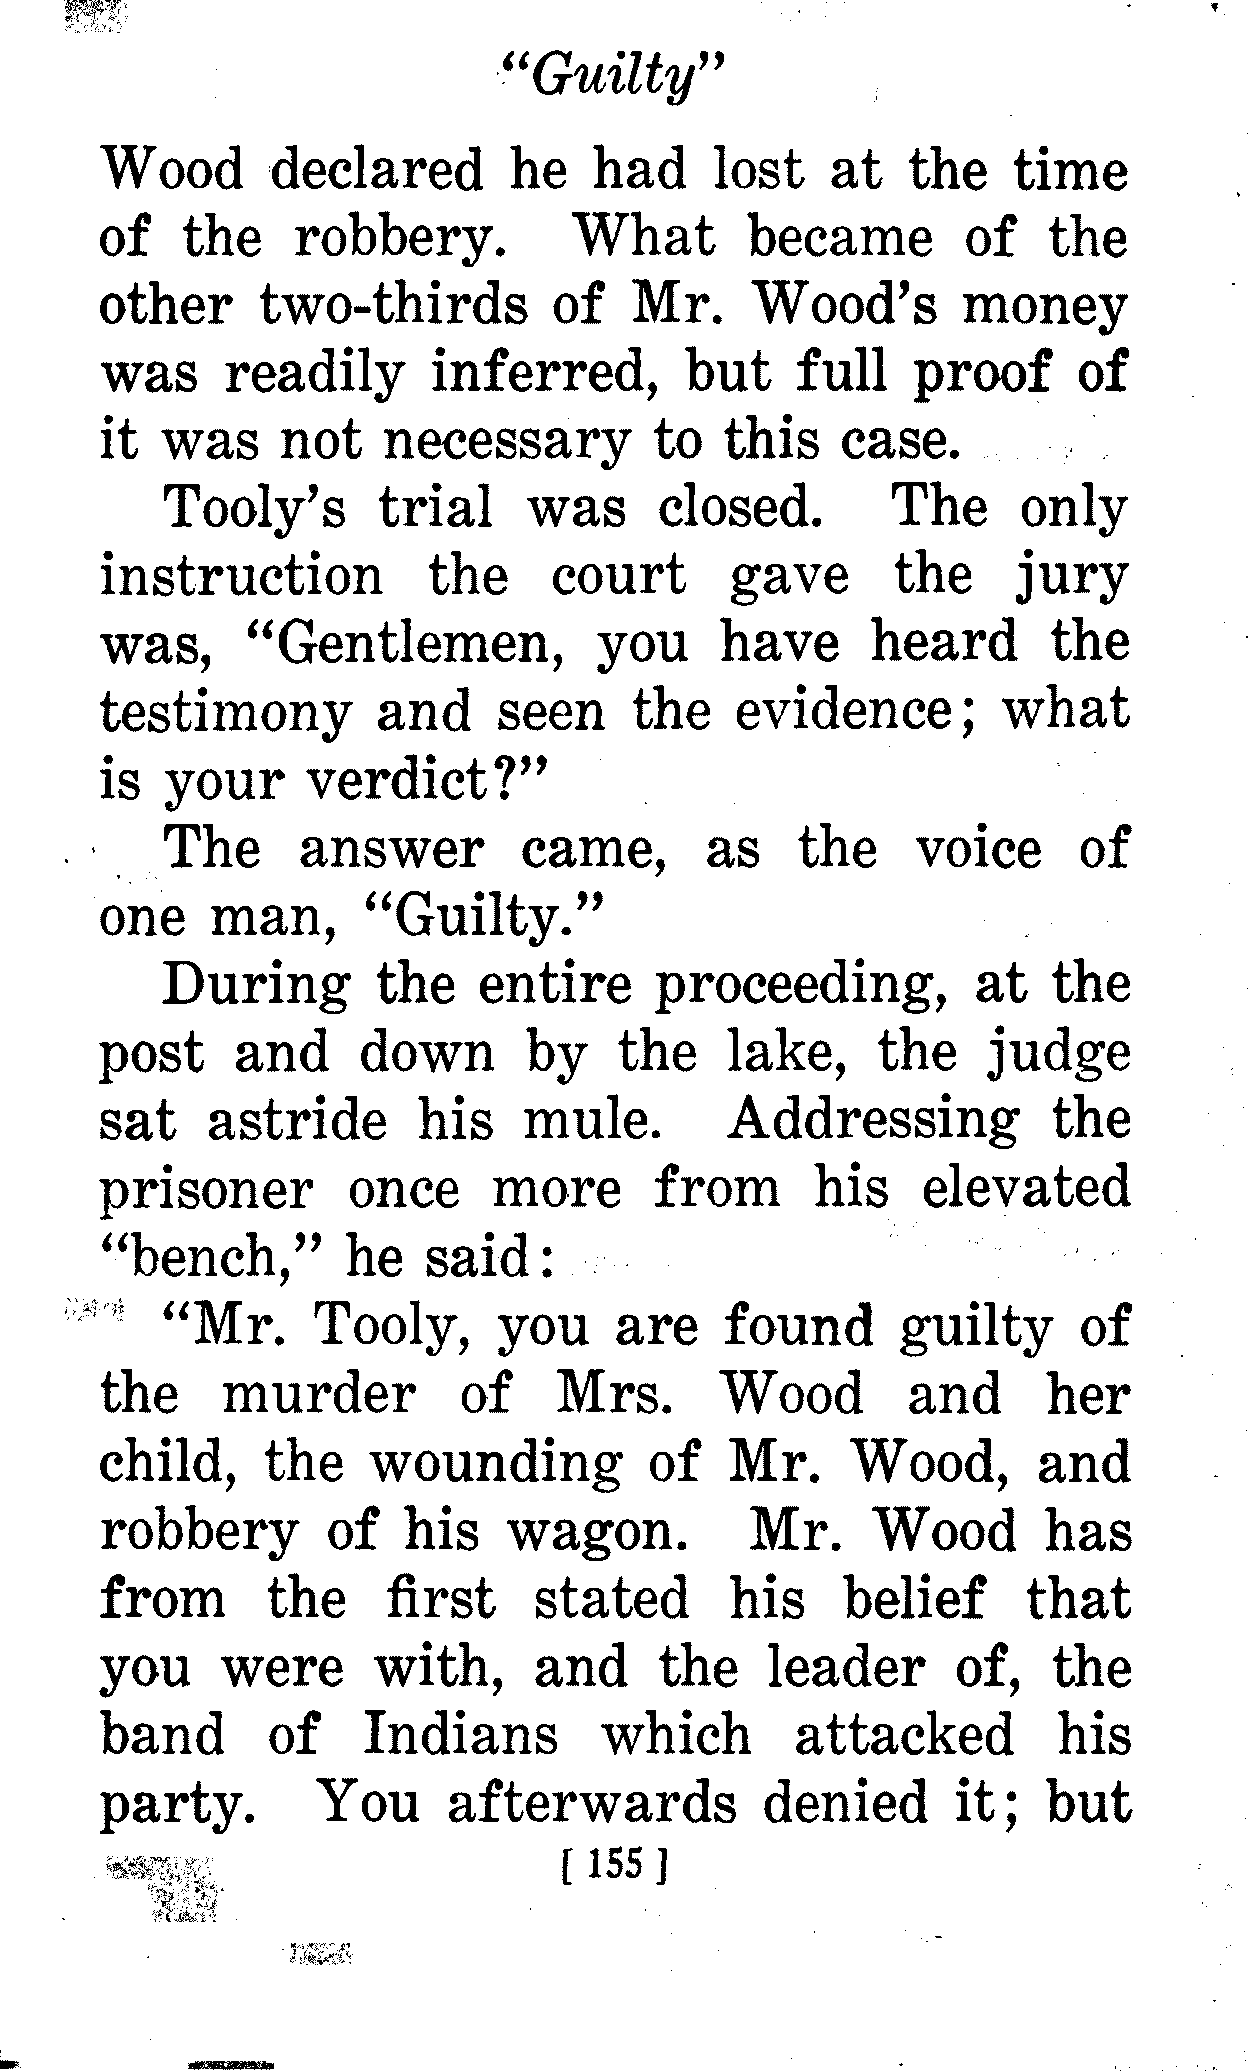 “Guilty”
Wood declared he had lost at the time
of the robbery. What became of the
other two-thirds of Mr. Wood’s money
was readily inferred, but full proof of
it was not necessary to this case.
Tooly’s trial was closed. The only
instruction the court gave the jury
was, “Gentlemen, you have heard the
testimony and seen the evidence; what
is your verdict?”
The answer came, as the voice of
one man, “Guilty.”
During the entire proceeding, at the
post and down by the lake, the judge
sat astride his mule. Addressing the
prisoner once more from his elevated
“bench,” he said:
“Mr. Tooly, you are found guilty of
the murder of Mrs. Wood and her
child, the wounding of Mr. Wood, and
robbery of his wagon. Mr. Wood has
from the first stated his belief that
you were with, and the leader of, the
band of Indians which attacked his
party. You afterwards denied it; but
[ 155 ]